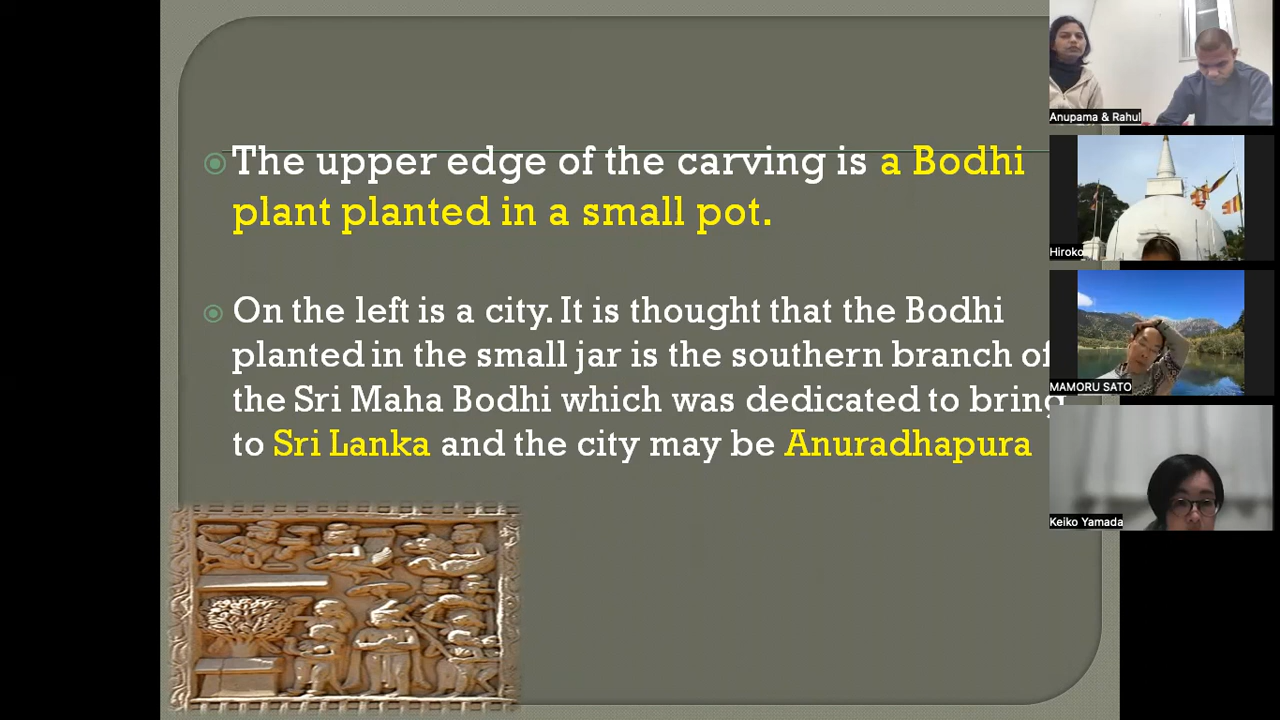 The upper edge of the carving is a Bodhi
plant planted in a small pot.
On the left is a city. It is thought that the Bodhi
planted in the small jar is the southern branch of
the Sri Maha Bodhi which was dedicated to bring
to Sri Lanka and the city may be Anuradhapura
Anupama & Rahul
Hiroko
MAMORU SATO
Keiko Yamada